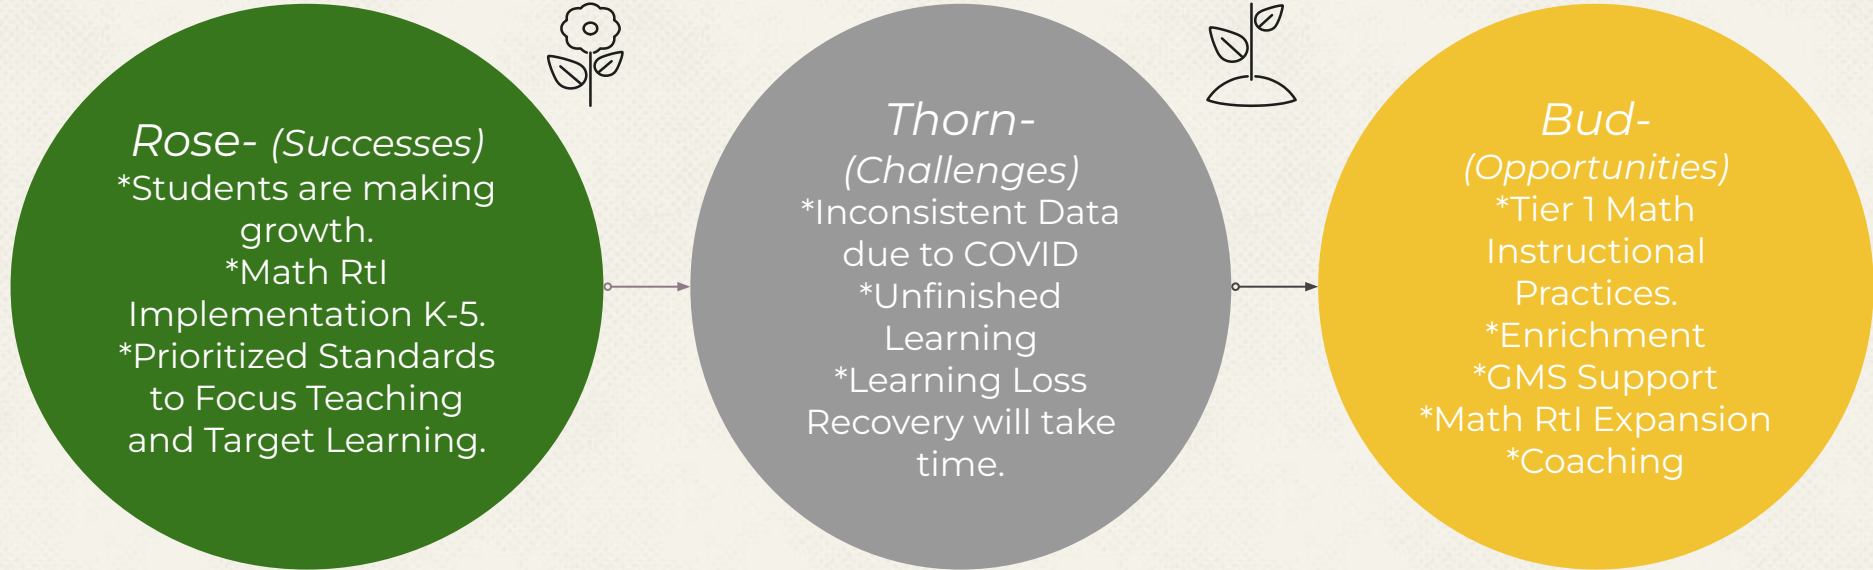 Rose- (Successes)
*Students are making
growth.
*Math RtI
Implementation K-5.
*Prioritized Standards
to Focus Teaching
and Target Learning.
Thorn-
(Challenges)
*Inconsistent Data
due to COVID
*Unfinished
Learning
*Learning Loss
Recovery will take
time.
Bud-
(Opportunities)
*Tier 1 Math
Instructional
Practices.
*Enrichment
*GMS Support
*Math RtI Expansion
*Coaching